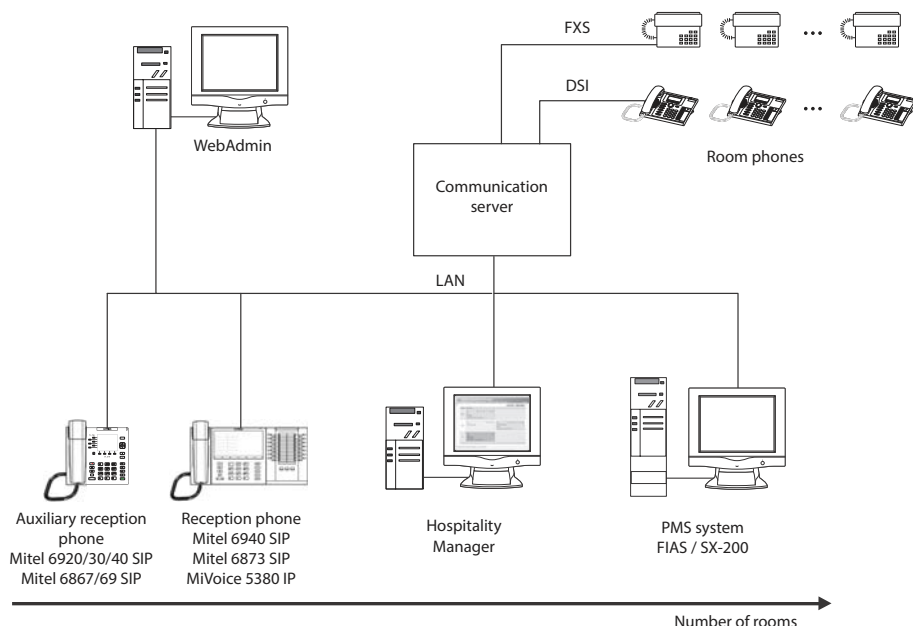 FXS
DSI
WebAdmin
Room phones
Communication
server
LAN
Auxiliary reception
phone
Mitel 6920/30/40 SIP
Mitel 6867/69 SIP
Reception phone
Mitel 6940 SIP
Mitel 6873 SIP
MiVoice 5380 IP
Hospitality
Manager
PMS system
FIAS / SX-200
Number of rooms